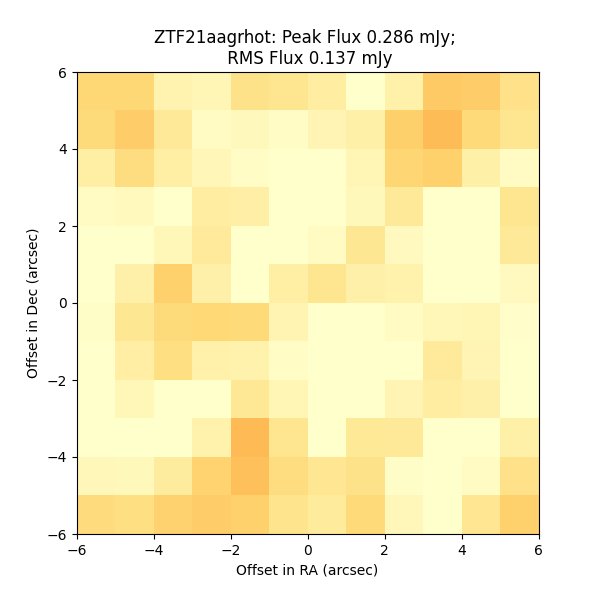 ZTF21aagrhot: Peak Flux 0.286 mJy;
RMS Flux 0.137 mJy
6
4
2
0
−2
−4
−6
Offset in Dec (arcsec)
−6 −4 −2 0 2 4 6
Offset in RA (arcsec)